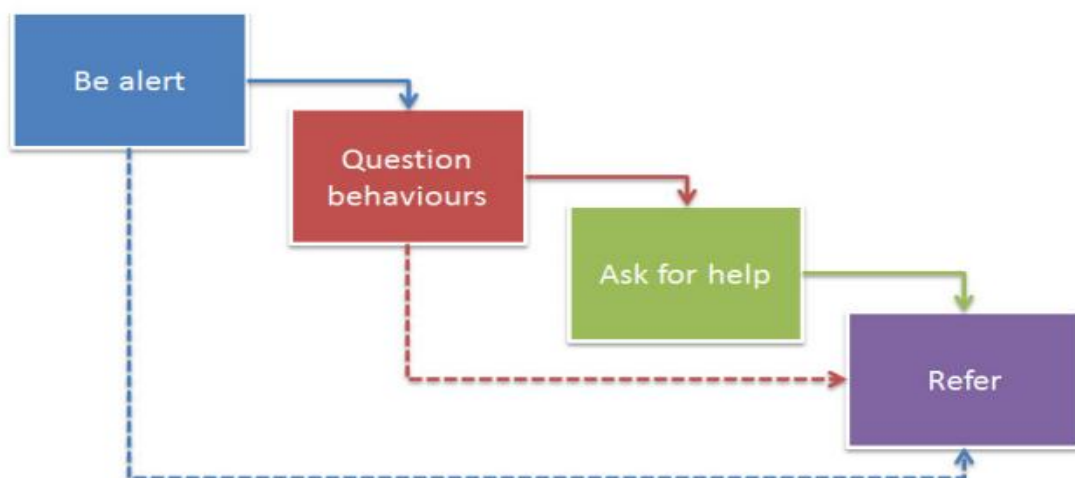 Be alert
Question
behaviours
Ask for help
Refer